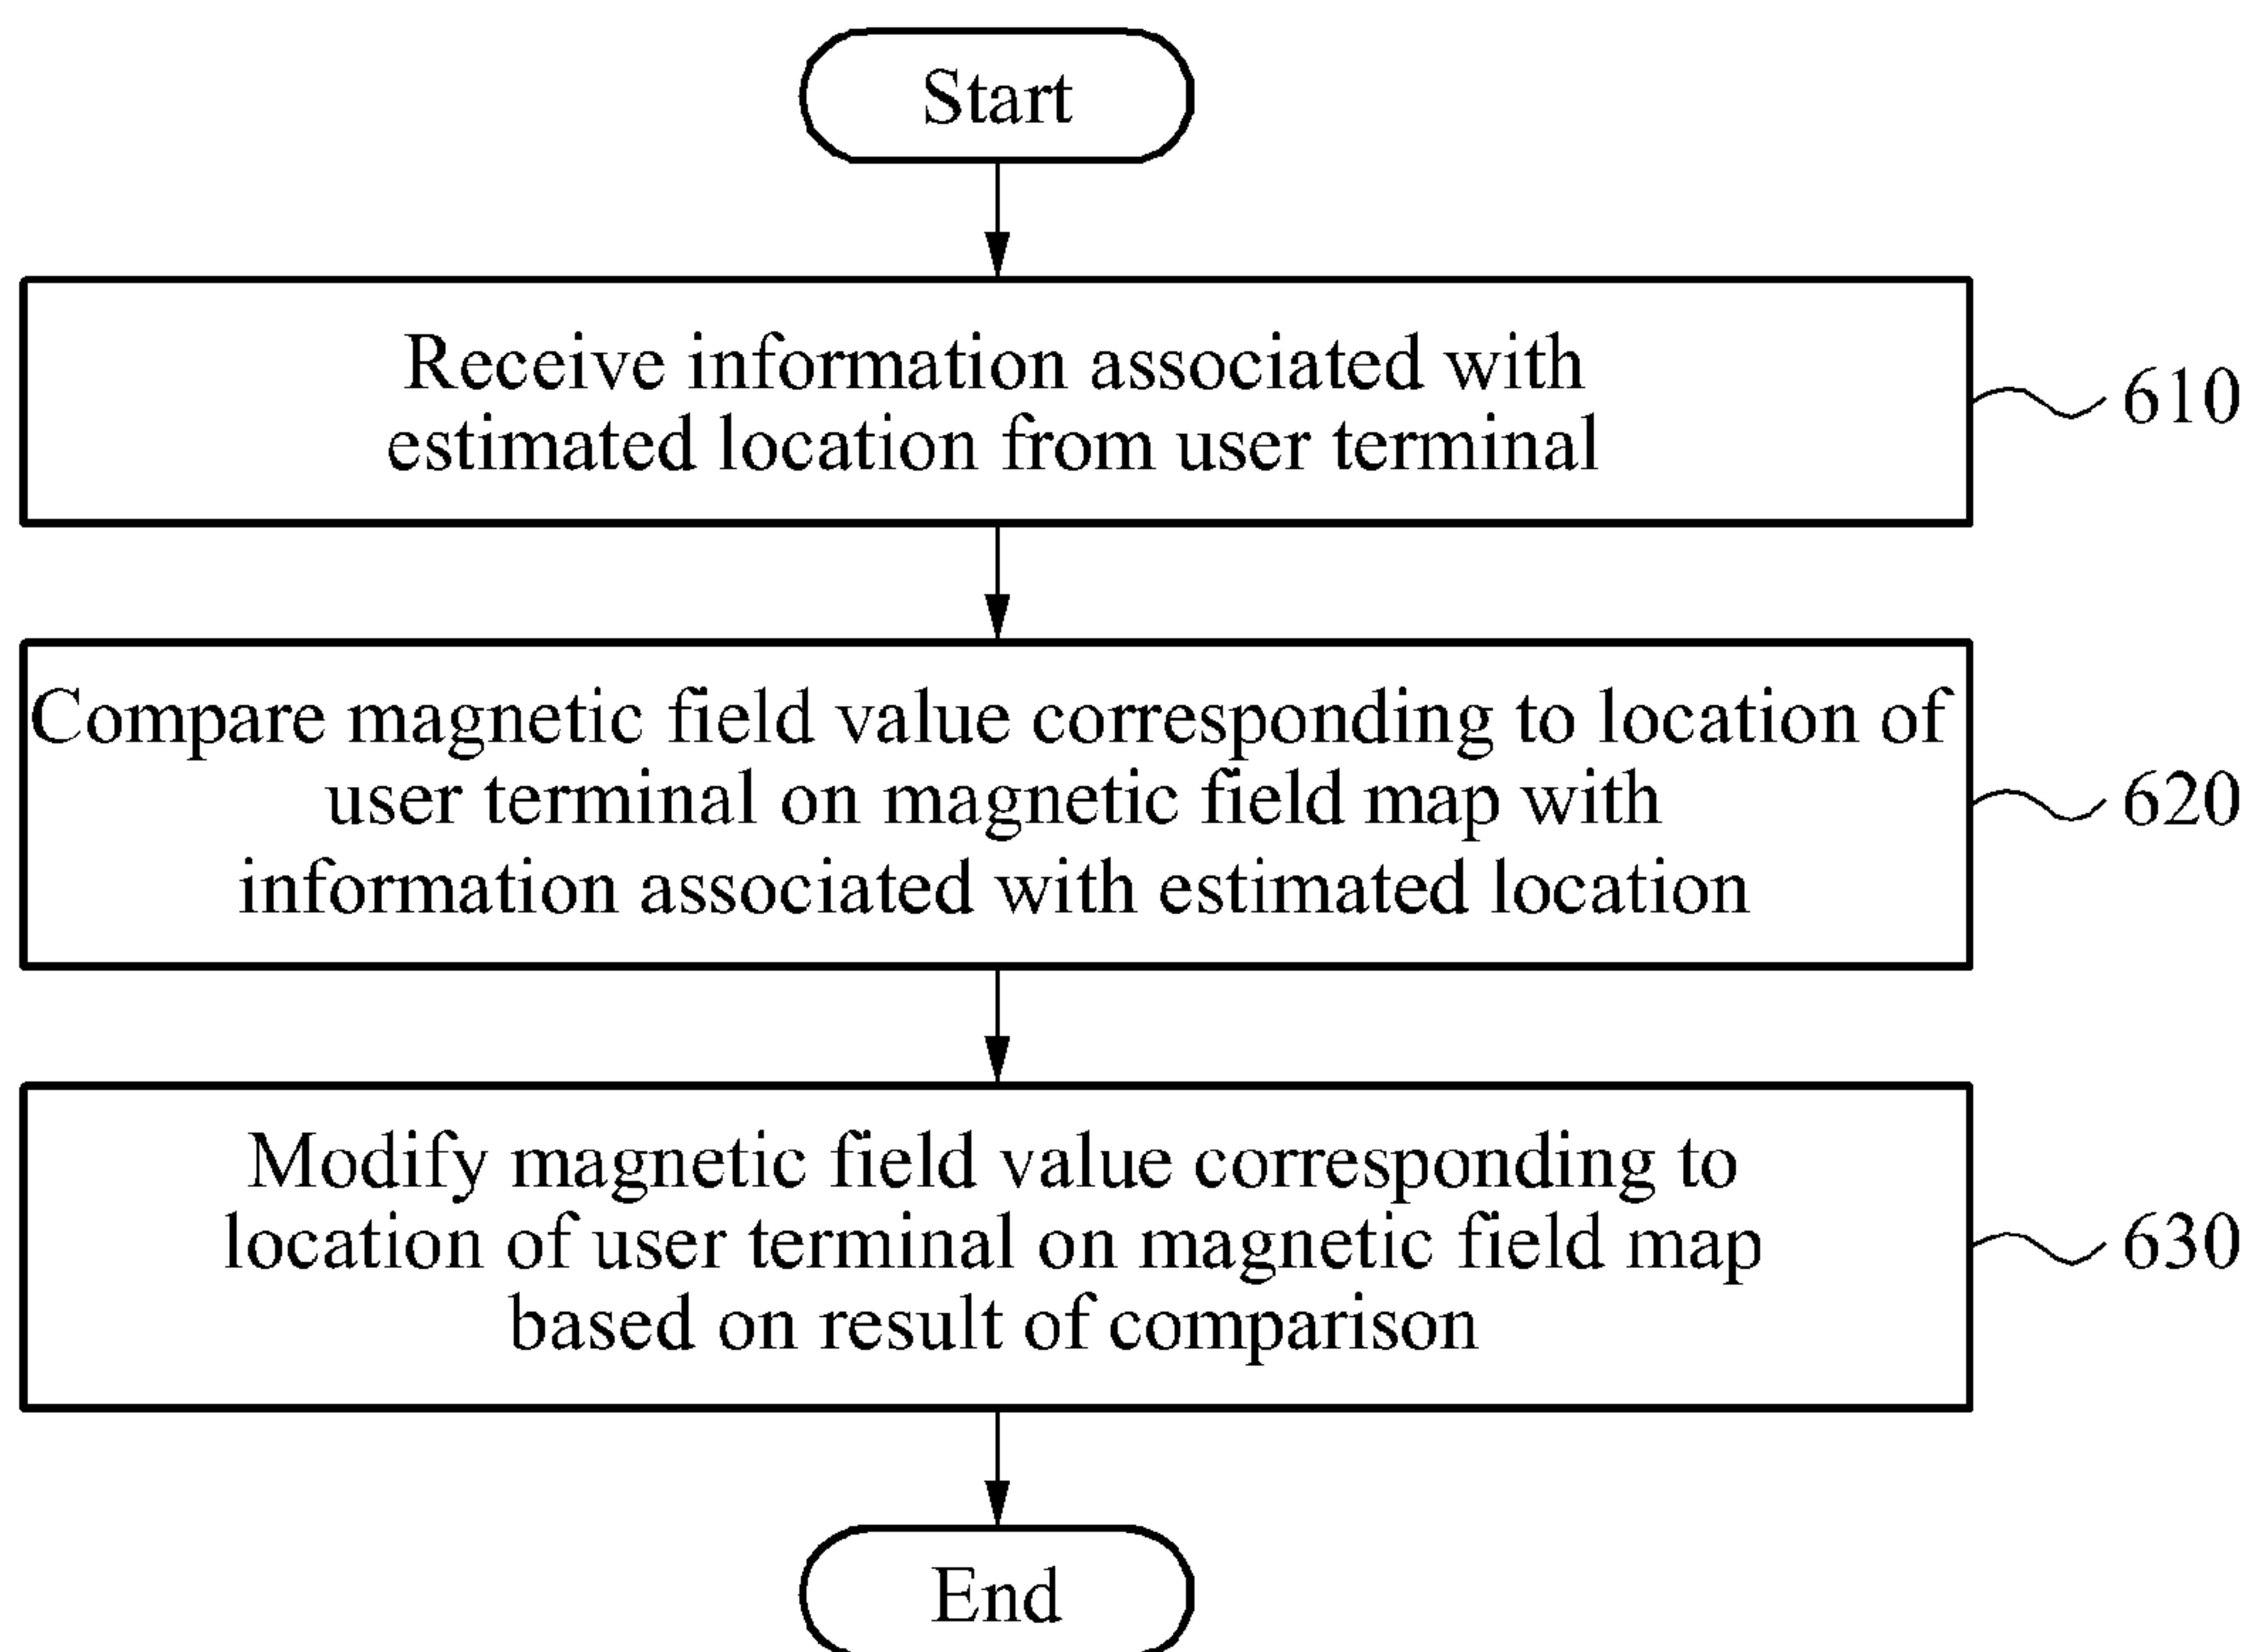 Start
Receive information associated with
estimated location from user terminal
610
Compare magnetic field value corresponding to location of
user terminal on magnetic field map with
information associated with estimated location
620
Modify magnetic field value corresponding to
location of user terminal on magnetic field map
based on result of comparison
630
End